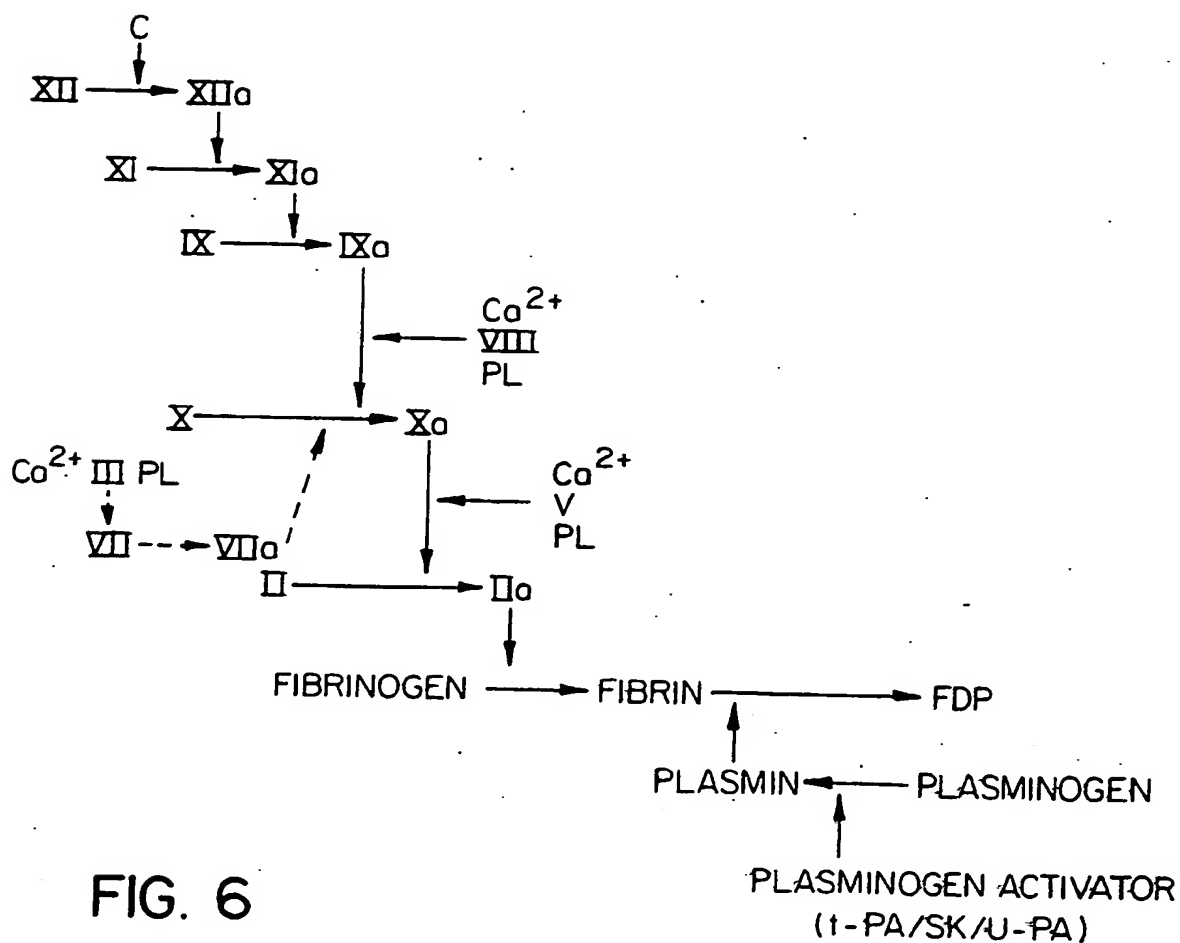 C
XII XIIa
XI XIa
IX IXa
Ca2+
VIII
PL
X Xa
Ca2+ III PL
Ca2+
V
PL
VII VIIa
II IIa
FIBRINOGEN FIBRIN FDP
PLASMIN PLASMINOGEN
PLASMINOGEN ACTIVATOR
(t-PA/SK/U-PA)
FIG. 6